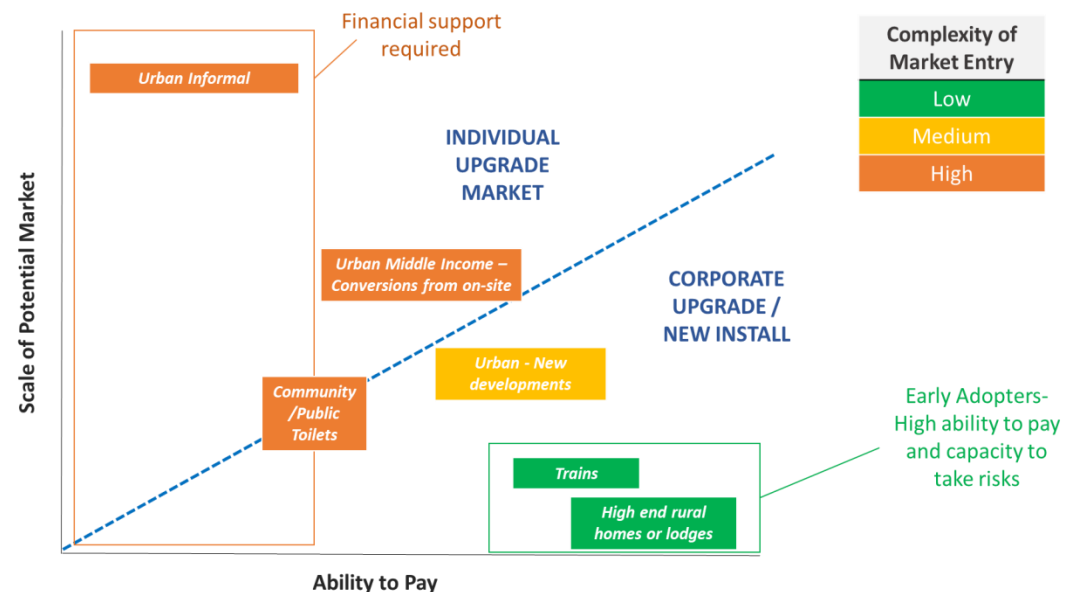 Financial support
required
Complexity of
Market Entry
Low
Medium
High
Urban Informal
INDIVIDUAL
UPGRADE
MARKET
Scale of Potential Market
Urban Middle Income –
Conversions from on-site
CORPORATE
UPGRADE /
NEW INSTALL
Urban - New
developments
Community
/Public
Toilets
Early Adopters-
High ability to pay
and capacity to
take risks
Trains
High end rural
homes or lodges
Ability to Pay